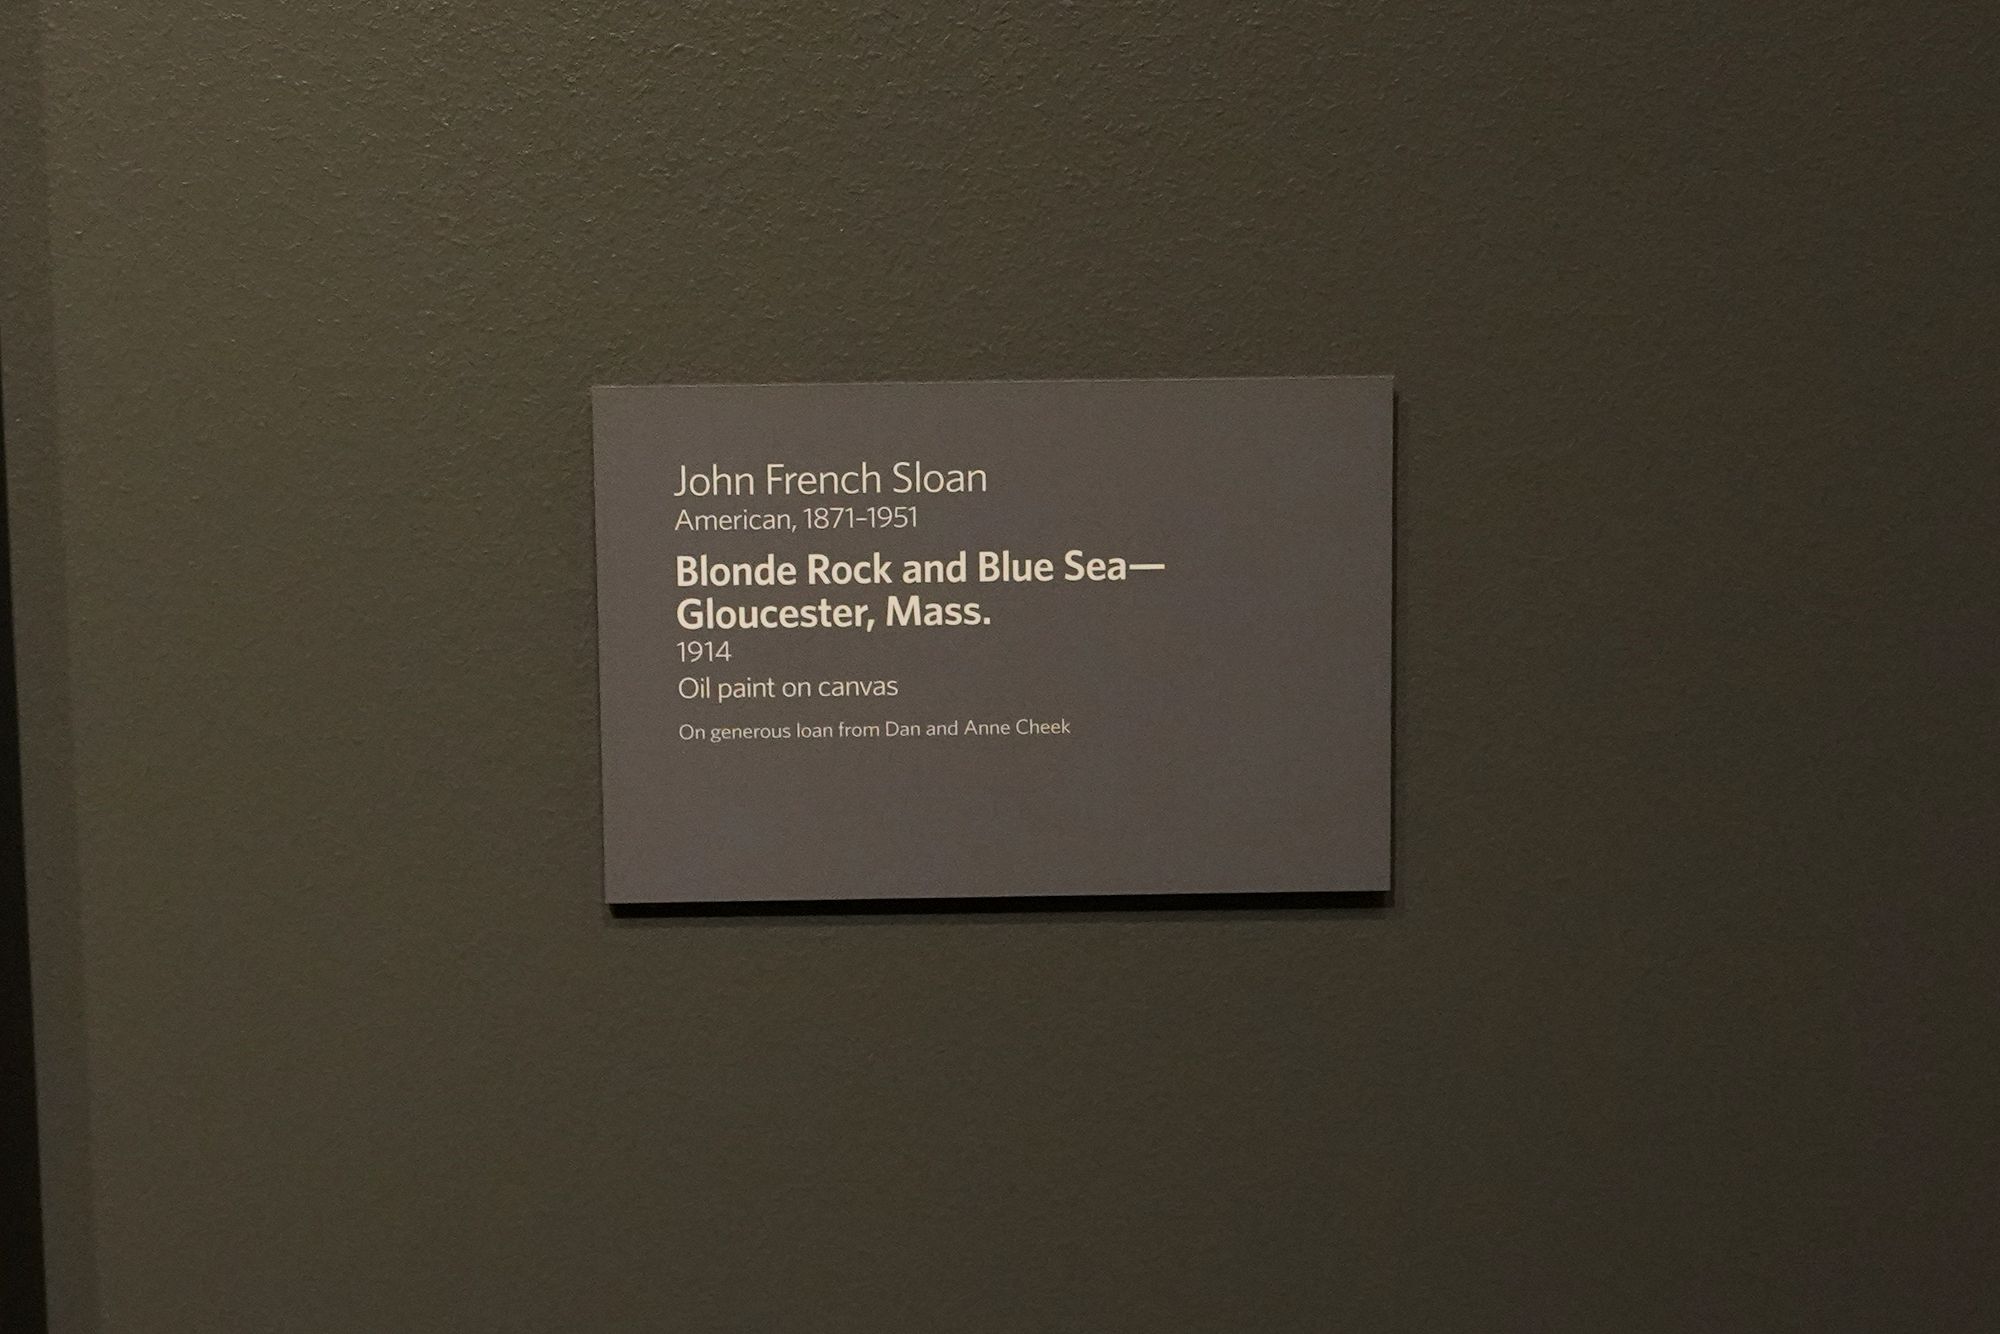 John French Sloan
American, 1871–1951
Blonde Rock and Blue Sea—
Gloucester, Mass.
1914
Oil paint on canvas
On generous loan from Dan and Anne Cheek